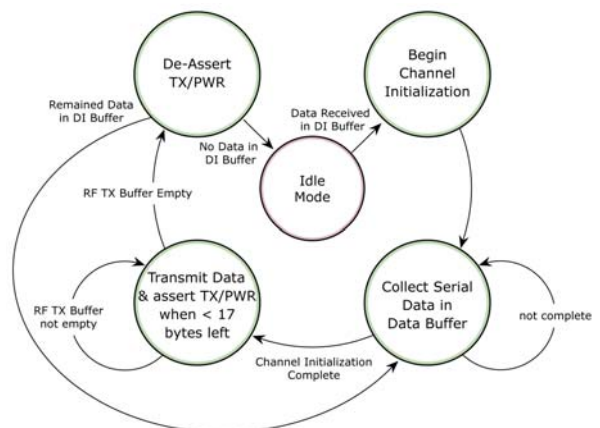 De-Assert
TX/PWR
Begin
Channel
Initialization
Remained Data
in DI Buffer
Data Received
in DI Buffer
No Data in
DI Buffer
Idle
Mode
RF TX Buffer Empty
Transmit Data
& assert TX/PWR
when < 17
bytes left
Collect Serial
Data in
Data Buffer
RF TX Buffer
not empty
not complete
Channel Initialization
Complete